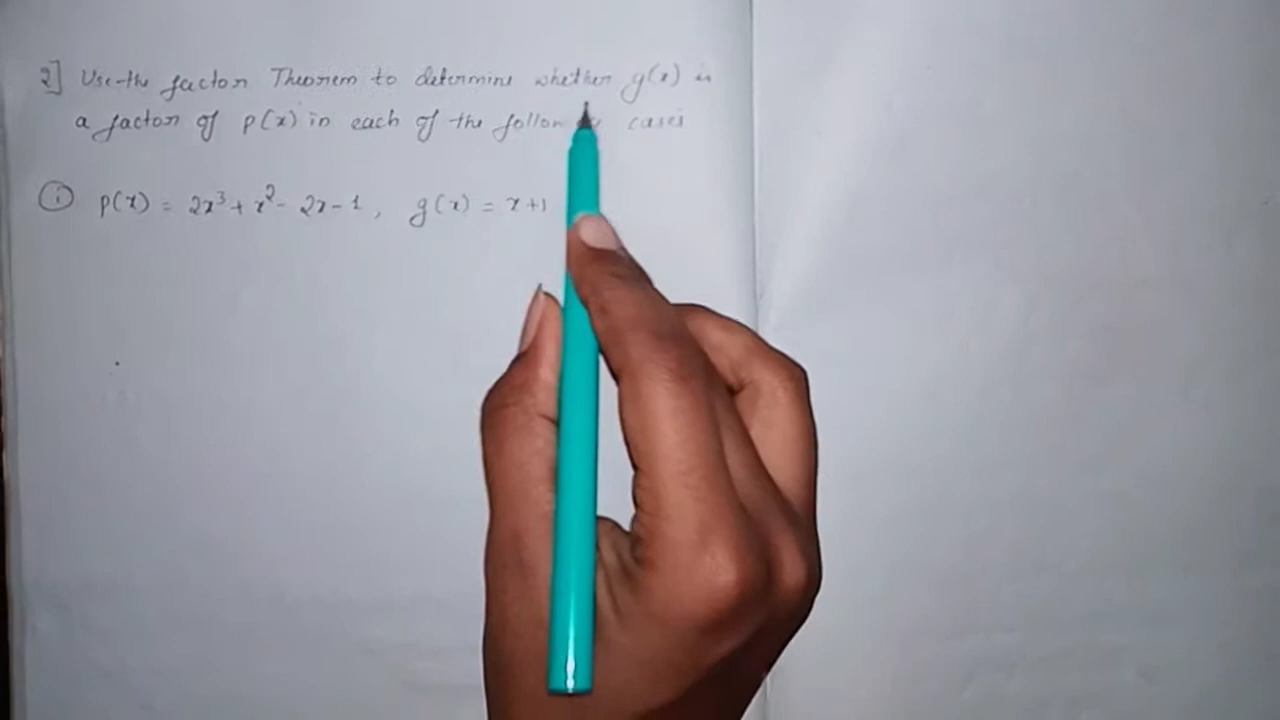 2] Use the factor Theorem to determine whether g(x) is
a factor of p(x) in each of the cases
① p(x) = 2x³ + x² - 2x - 1, g(x) = x+1